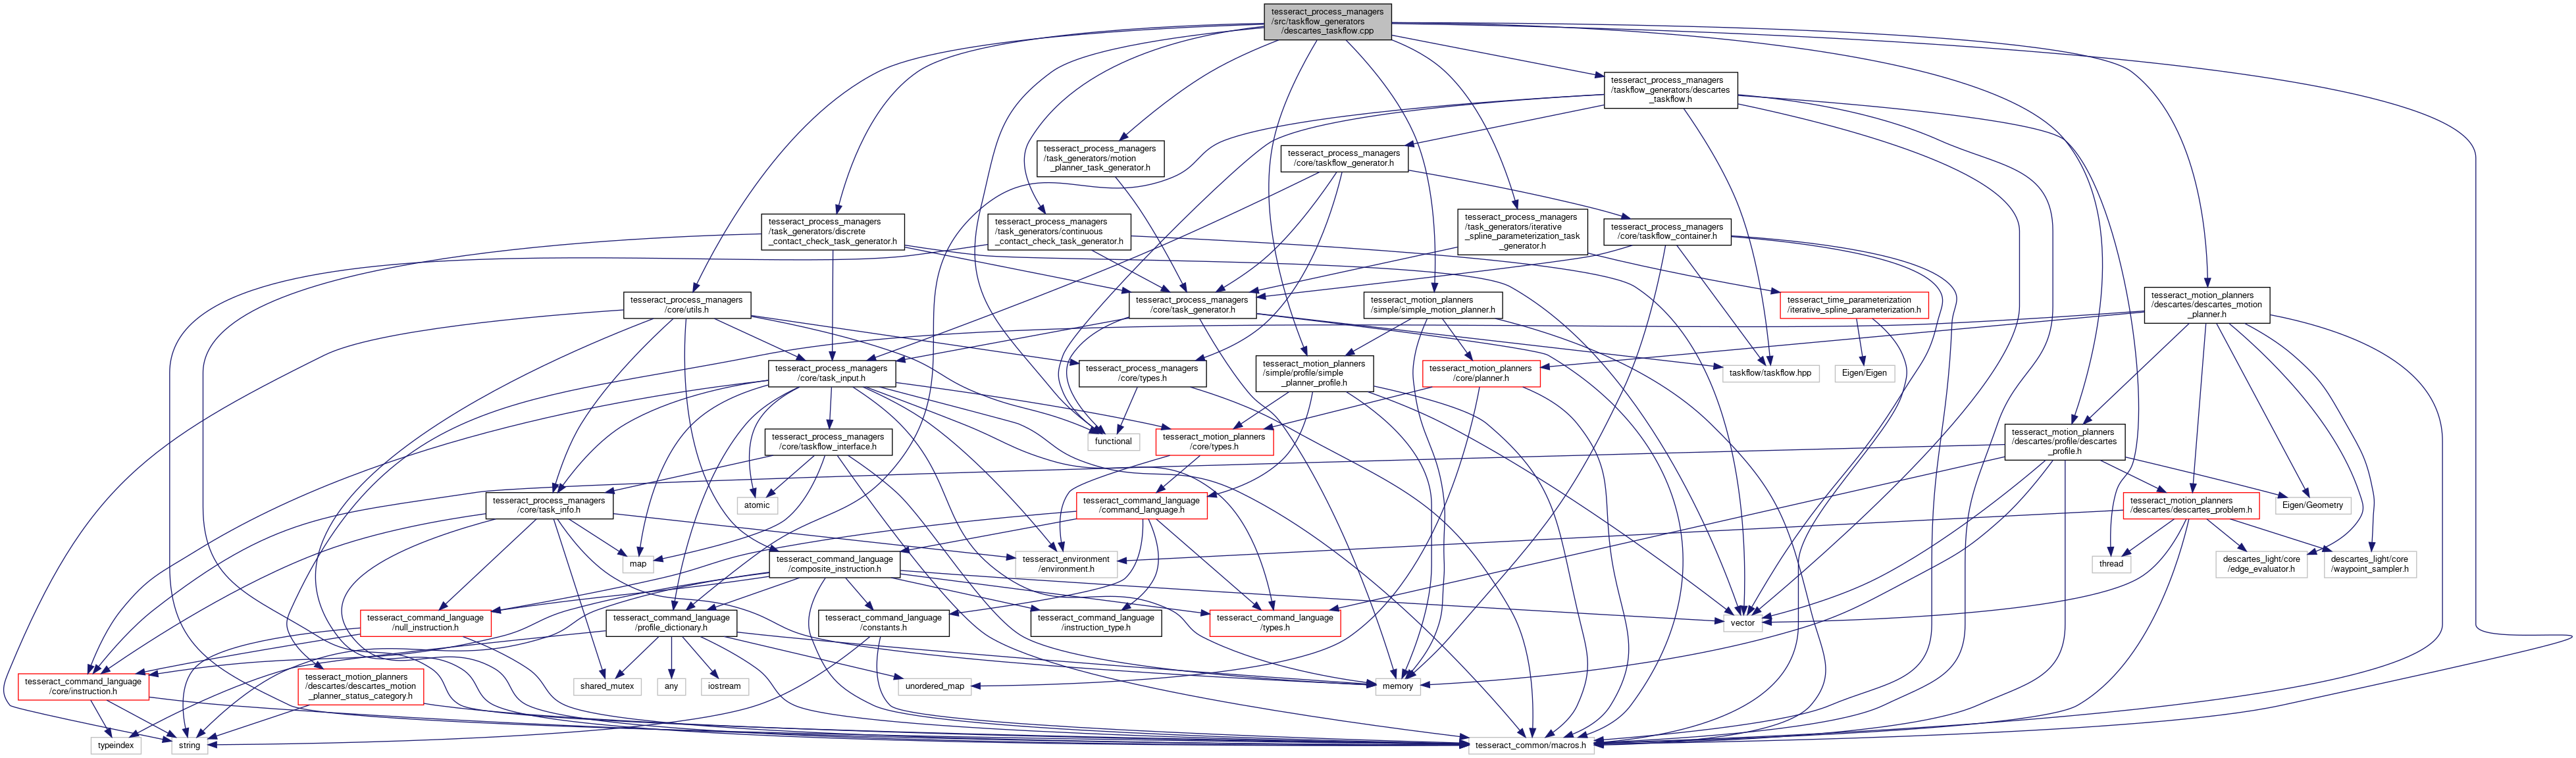 tesseract_process_managers
/src/taskflow_generators
/descartes_taskflow.cpp
tesseract_process_managers
/taskflow_generators/descartes
_taskflow.h
tesseract_process_managers
/task_generators/motion
_planner_task_generator.h
tesseract_process_managers
/core/taskflow_generator.h
tesseract_process_managers
/task_generators/discrete
_contact_check_task_generator.h
tesseract_process_managers
/task_generators/continuous
_contact_check_task_generator.h
tesseract_process_managers
/task_generators/iterative
_spline_parameterization_task
_generator.h
tesseract_process_managers
/core/taskflow_container.h
tesseract_process_managers
/core/utils.h
tesseract_process_managers
/core/task_generator.h
tesseract_motion_planners
/simple/simple_motion_planner.h
tesseract_time_parameterization
/iterative_spline_parameterization.h
tesseract_motion_planners
/descartes/descartes_motion
_planner.h
tesseract_process_managers
/core/task_input.h
tesseract_process_managers
/core/types.h
tesseract_motion_planners
/simple/profile/simple
_planner_profile.h
tesseract_motion_planners
/core/planner.h
taskflow/taskflow.hpp
Eigen/Eigen
tesseract_process_managers
/core/taskflow_interface.h
functional
tesseract_motion_planners
/core/types.h
tesseract_motion_planners
/descartes/profile/descartes
_profile.h
tesseract_process_managers
/core/task_info.h
atomic
tesseract_command_language
/command_language.h
tesseract_motion_planners
/descartes/descartes_problem.h
Eigen/Geometry
map
tesseract_command_language
/composite_instruction.h
tesseract_environment
/environment.h
thread
descartes_light/core
/edge_evaluator.h
descartes_light/core
/waypoint_sampler.h
tesseract_command_language
/null_instruction.h
tesseract_command_language
/profile_dictionary.h
tesseract_command_language
/constants.h
tesseract_command_language
/instruction_type.h
tesseract_command_language
/types.h
vector
tesseract_command_language
/core/instruction.h
tesseract_motion_planners
/descartes/descartes_motion
_planner_status_category.h
shared_mutex
any
iostream
unordered_map
memory
typeindex
string
tesseract_common/macros.h